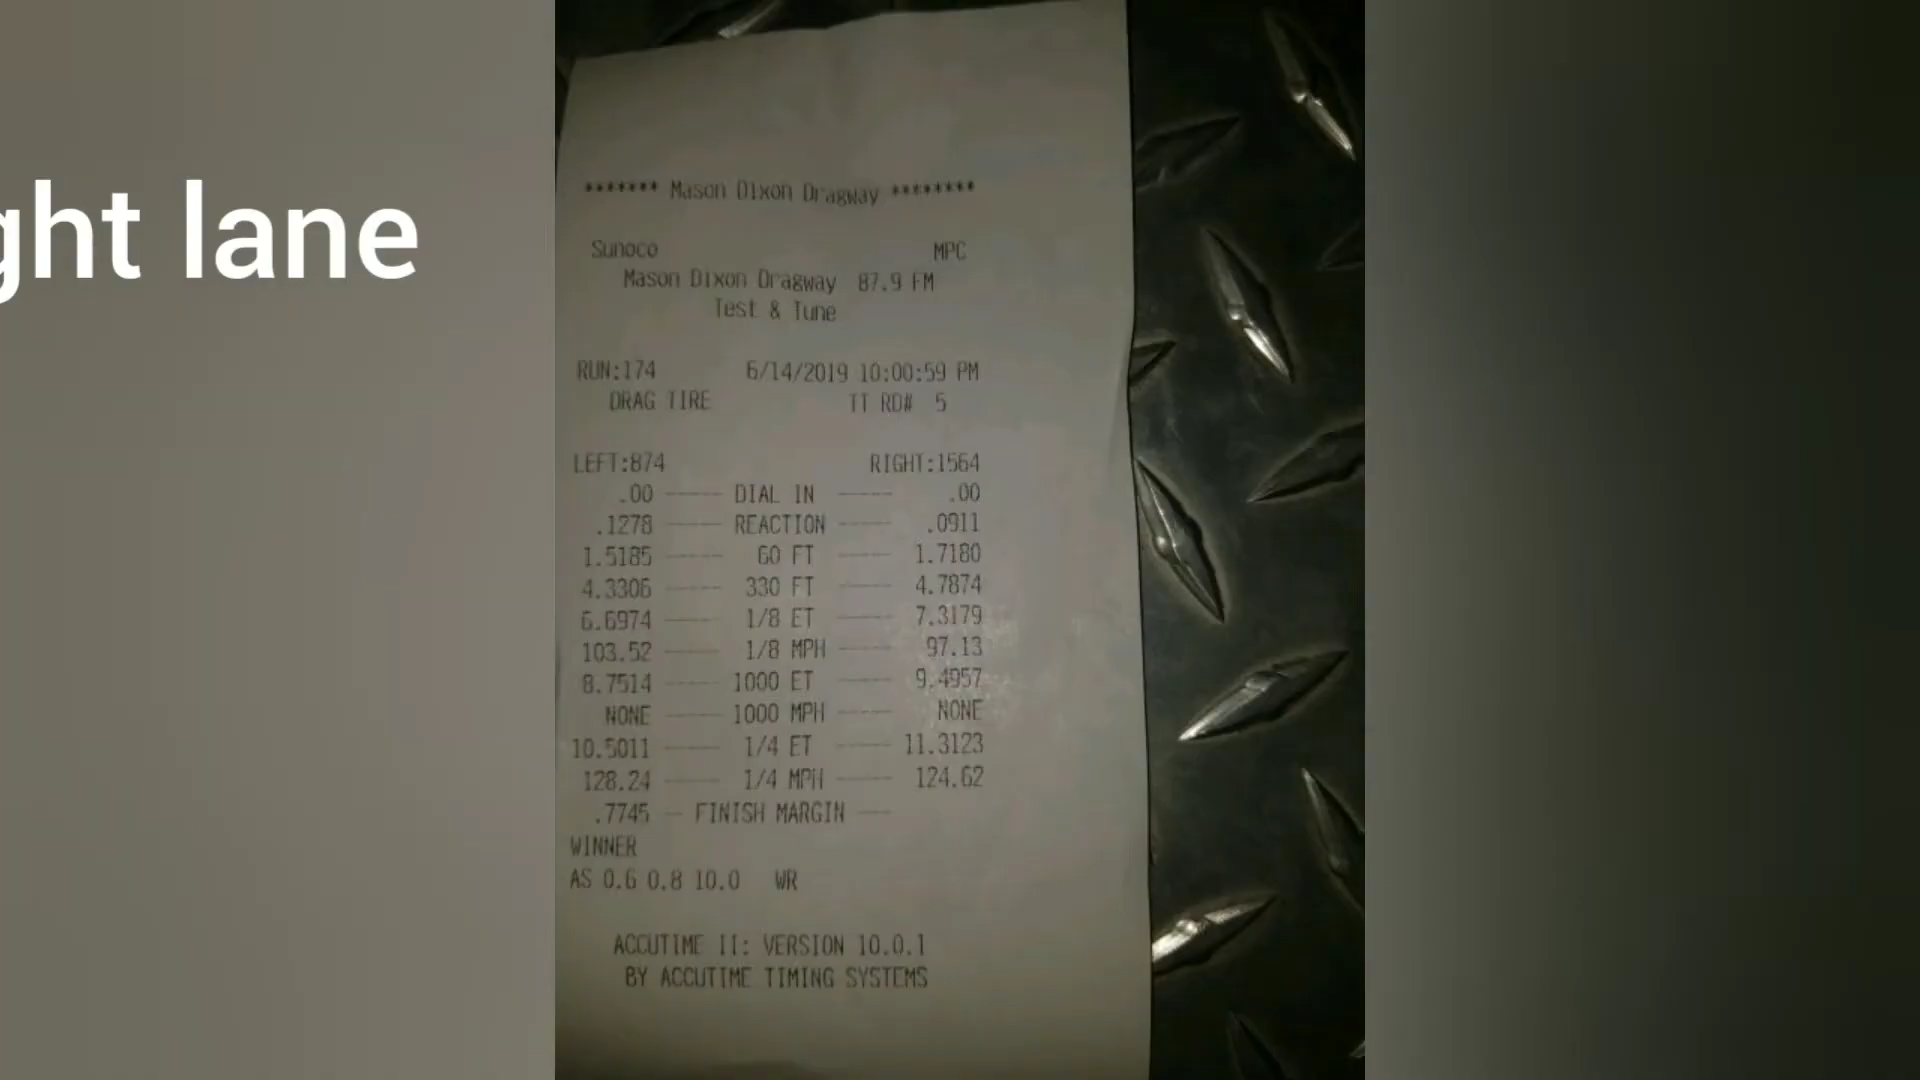 ght lane
******* Mason Dixon Dragway ********
Sunoco MPC
Mason Dixon Dragway 87.9 FM
Test & Tune
RUN:174 6/14/2019 10:00:59 PM
DRAG TIRE TT RD# 5
LEFT:874 RIGHT:1564
.00 ----- DIAL IN ----- .00
.1278 ----- REACTION ----- .0911
1.5185 ----- 60 FT ----- 1.7180
4.3306 ----- 330 FT ----- 4.7874
6.6974 ----- 1/8 ET ----- 7.3179
103.52 ----- 1/8 MPH ----- 97.13
8.7514 ----- 1000 ET ----- 9.4957
NONE ----- 1000 MPH ----- NONE
10.5011 ----- 1/4 ET ----- 11.3123
128.24 ----- 1/4 MPH ----- 124.62
.7745 -- FINISH MARGIN ---
WINNER
AS 0.6 0.8 10.0 WR
ACCUTIME II: VERSION 10.0.1
BY ACCUTIME TIMING SYSTEMS